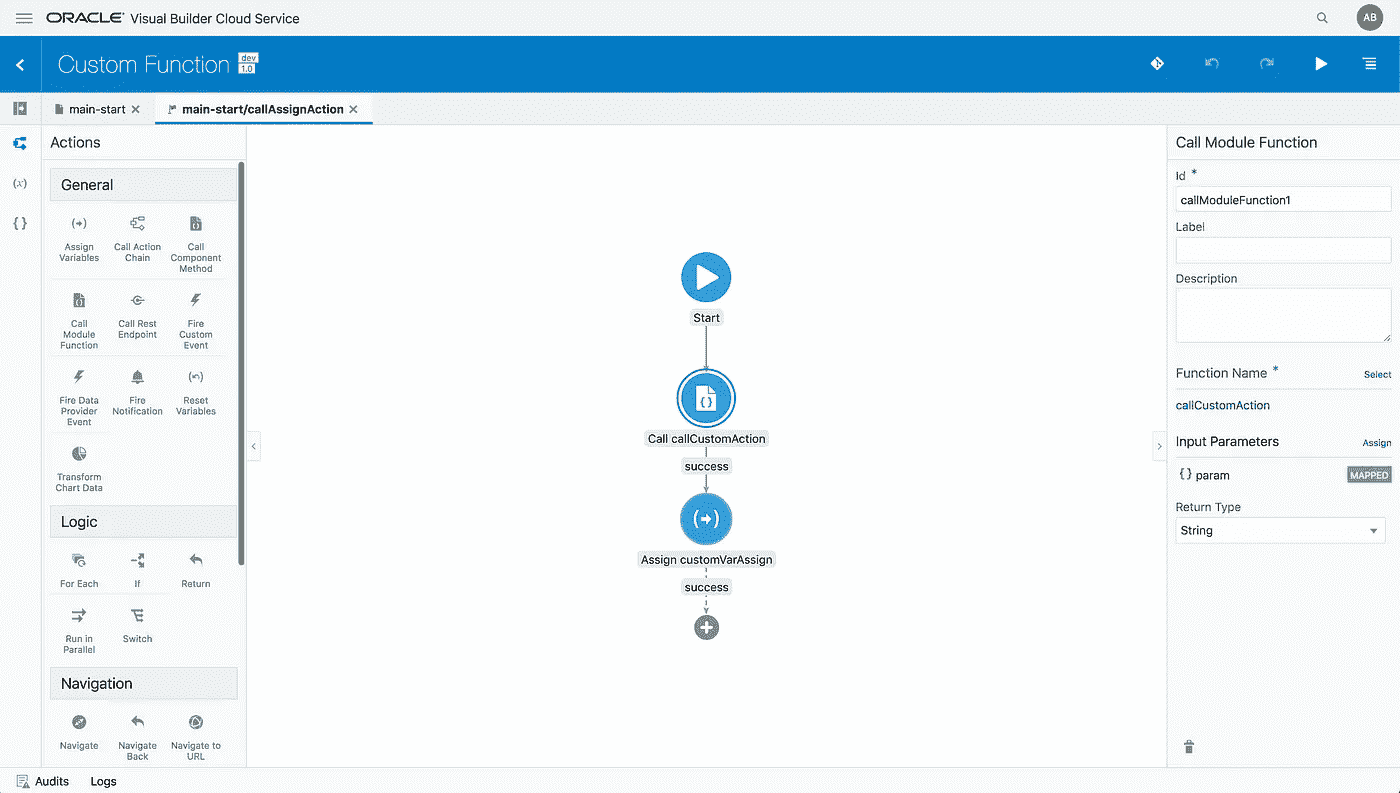 ORACLE® Visual Builder Cloud Service
AB
Custom Function dev 1.0
main-start
main-start/callAssignAction
Actions
General
Assign Variables
Call Action Chain
Call Component Method
Call Module Function
Call Rest Endpoint
Fire Custom Event
Fire Data Provider Event
Fire Notification
Reset Variables
Transform Chart Data
Logic
For Each
If
Return
Run in Parallel
Switch
Navigation
Navigate
Navigate Back
Navigate to URL
(x)
{ }
Start
{ }
Call callCustomAction
success
Assign customVarAssign
success
Call Module Function
Id *
callModuleFunction1
Label
Description
Function Name * Select
callCustomAction
Input Parameters Assign
{ } param MAPPED
Return Type
String
Audits Logs